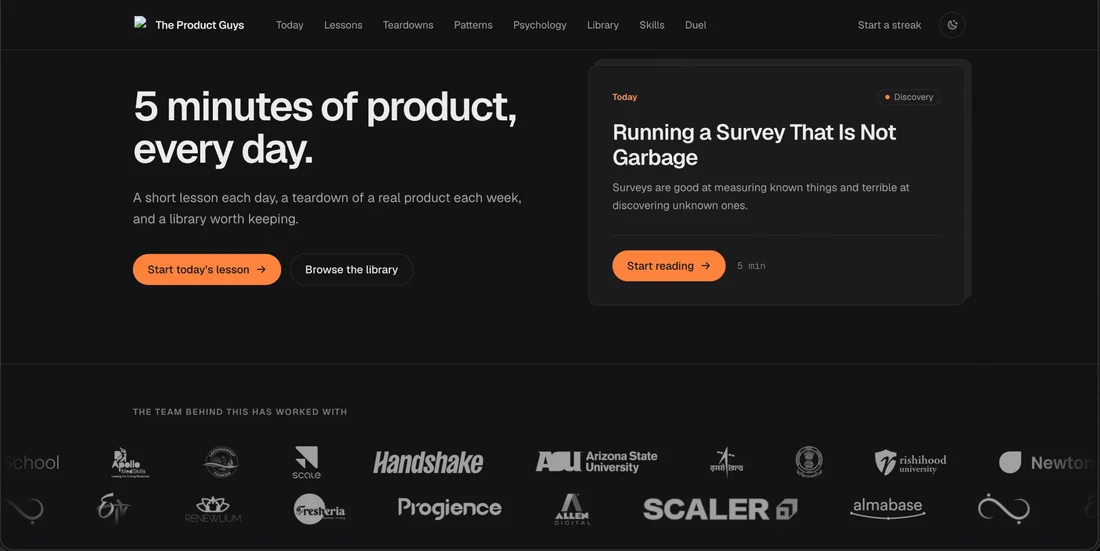 The Product Guys
Today
Lessons
Teardowns
Patterns
Psychology
Library
Skills
Duel
Start a streak
5 minutes of product,
every day.
A short lesson each day, a teardown of a real product each week,
and a library worth keeping.
Start today's lesson →
Browse the library
Today
Discovery
Running a Survey That Is Not
Garbage
Surveys are good at measuring known things and terrible at
discovering unknown ones.
Start reading →
5 min
THE TEAM BEHIND THIS HAS WORKED WITH
School
Apollo
MedSkills
scale
Handshake
ASU Arizona State
University
rishihood
university
Newton
RENEWLIUM
Fresheria
Progience
ALLEN
DIGITAL
SCALER
almabase